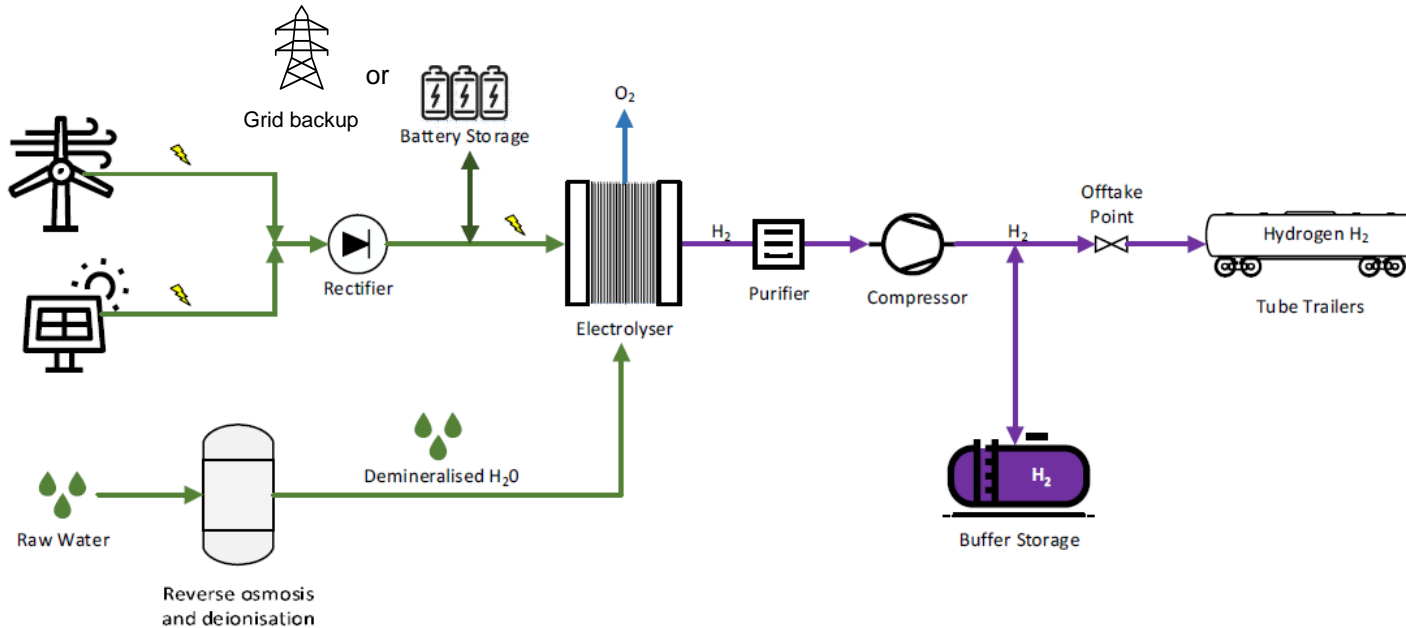 or
Grid backup
Battery Storage
O₂
Offtake
Point
Rectifier
Electrolyser
H₂
Purifier
Compressor
H₂
Hydrogen H₂
Tube Trailers
Demineralised H₂0
Raw Water
Reverse osmosis
and deionisation
H₂
Buffer Storage